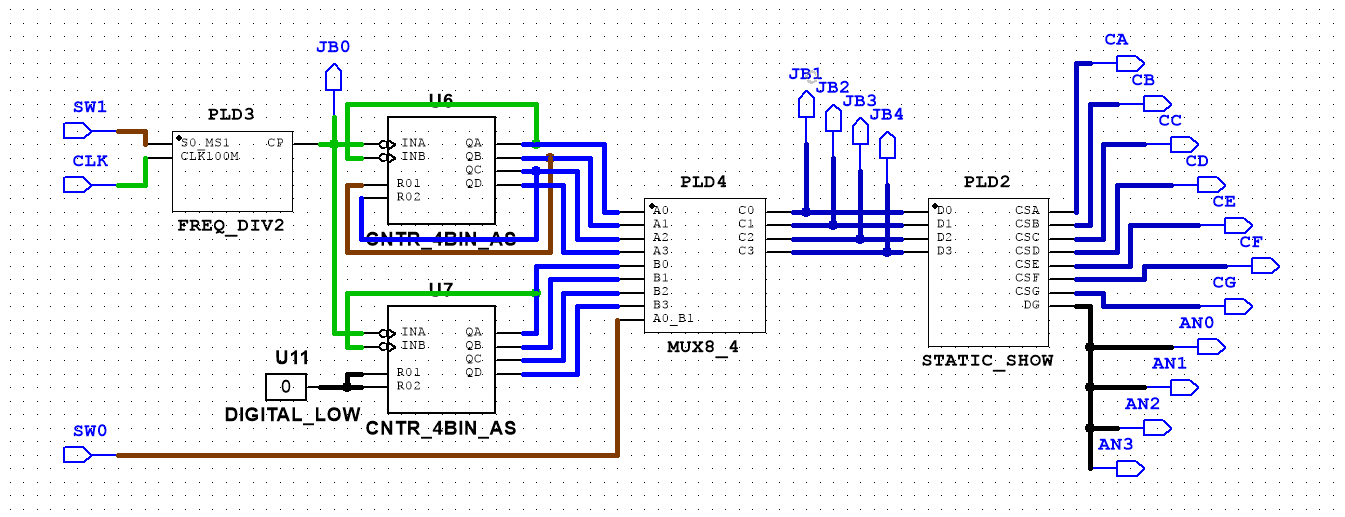 JB0
SW1
CLK
PLD3
S0_MS1
CLK100M
CP
FREQ_DIV2
U6
INA
INB
R01
R02
QA
QB
QC
QD
CNTR_4BIN_AS
U7
INA
INB
R01
R02
QA
QB
QC
QD
CNTR_4BIN_AS
U11
0
DIGITAL_LOW
SW0
PLD4
A0
A1
A2
A3
B0
B1
B2
B3
A0_B1
C0
C1
C2
C3
MUX8_4
JB1
JB2
JB3
JB4
PLD2
D0
D1
D2
D3
CSA
CSB
CSC
CSD
CSE
CSF
CSG
DG
STATIC_SHOW
CA
CB
CC
CD
CE
CF
CG
AN0
AN1
AN2
AN3